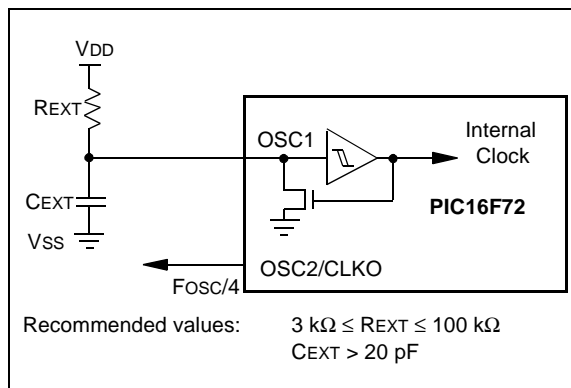 VDD
REXT
OSC1
Internal
Clock
CEXT
PIC16F72
VSS
OSC2/CLKO
FOSC/4
Recommended values: 3 kΩ ≤ REXT ≤ 100 kΩ
CEXT > 20 pF